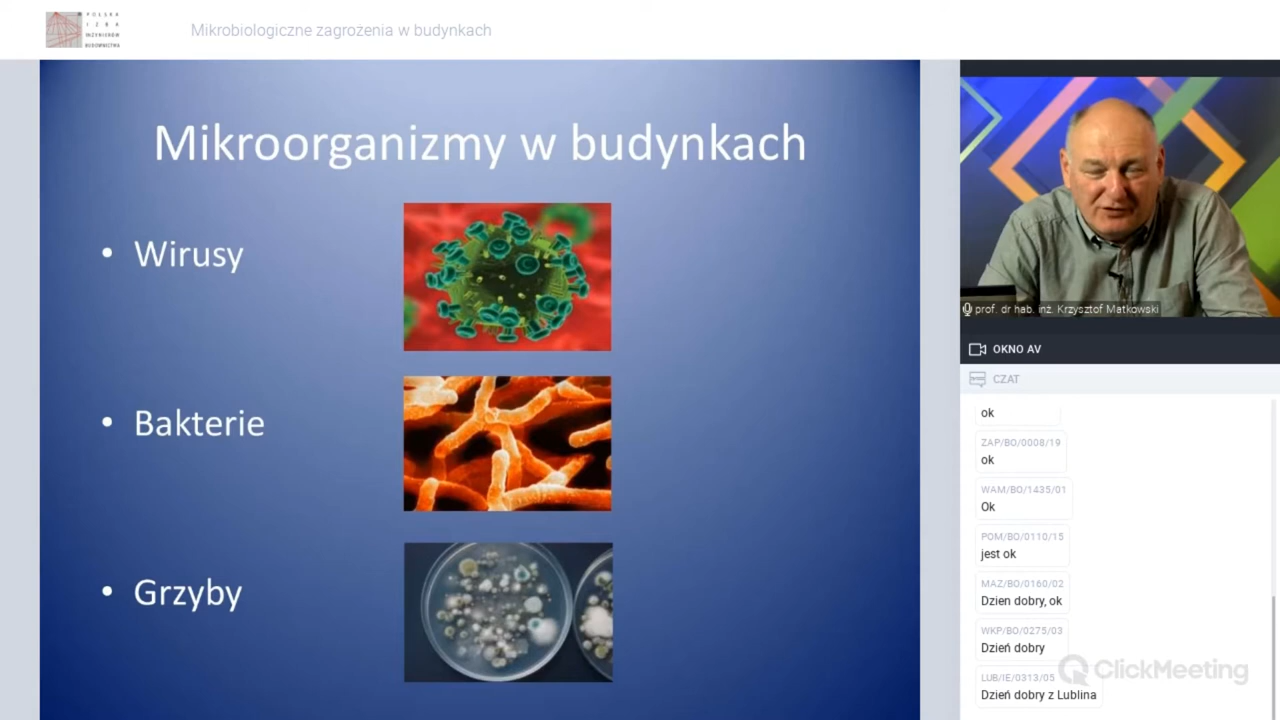 POLSKA
IZBA
INŻYNIERÓW
BUDOWNICTWA
Mikrobiologiczne zagrożenia w budynkach
Mikroorganizmy w budynkach
• Wirusy
• Bakterie
• Grzyby
prof. dr hab. inż. Krzysztof Matkowski
OKNO AV
CZAT
ok
ZAP/BO/0008/19
ok
WAM/BO/1435/01
Ok
POM/BO/0110/15
jest ok
MAZ/BO/0160/02
Dzien dobry, ok
WKP/BO/0275/03
Dzień dobry
LUB/IE/0313/05
Dzień dobry z Lublina
ClickMeeting